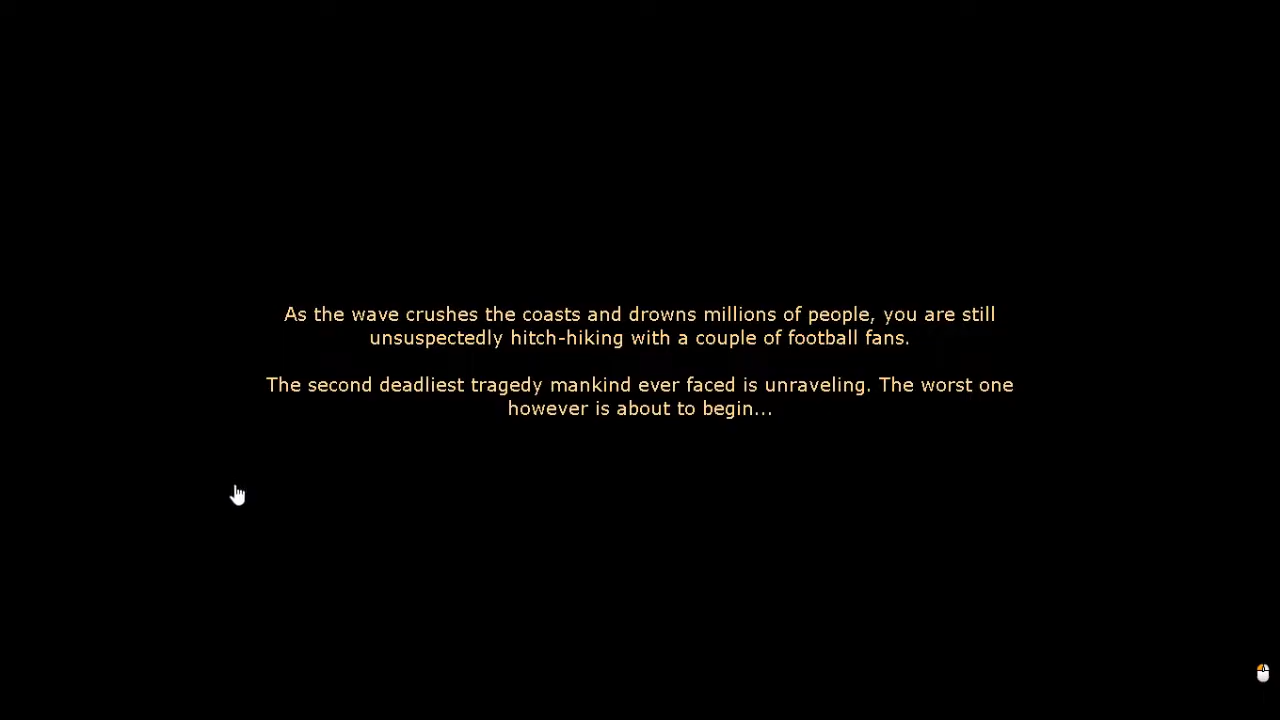 As the wave crushes the coasts and drowns millions of people, you are still
unsuspectedly hitch-hiking with a couple of football fans.
The second deadliest tragedy mankind ever faced is unraveling. The worst one
however is about to begin...